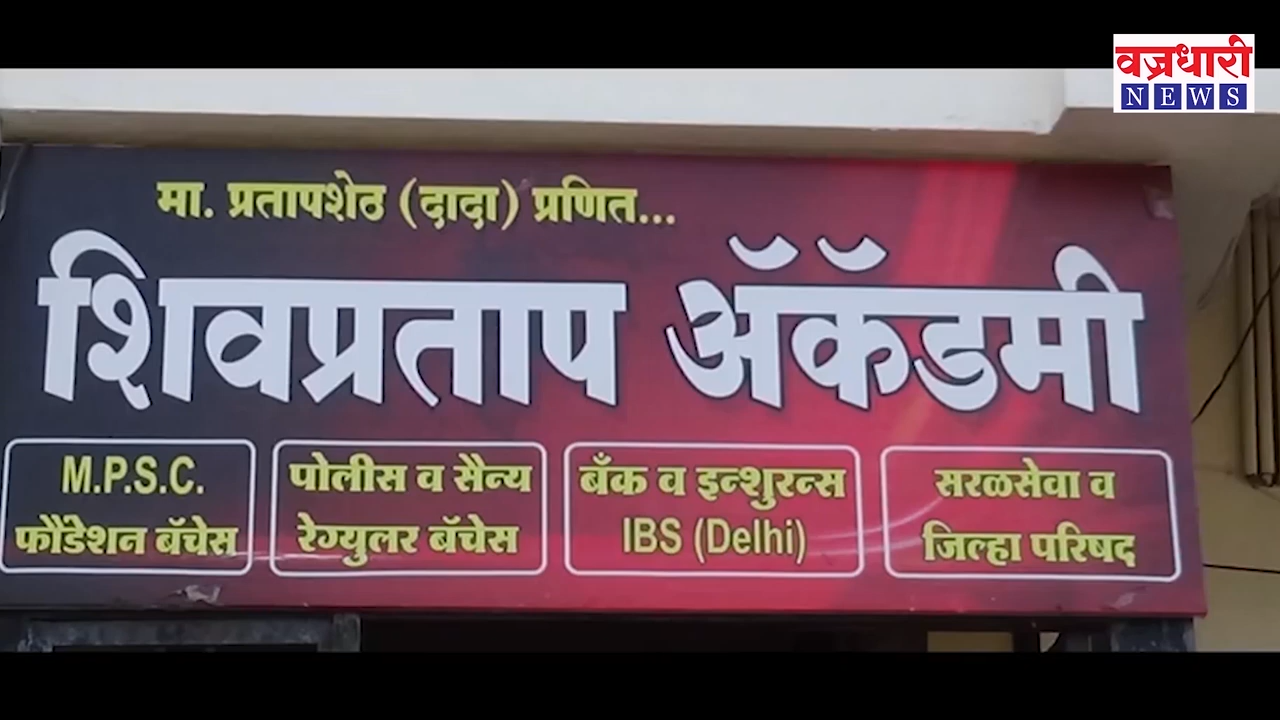 वज्रधारी
NEWS
मा. प्रतापशेठ (दादा) प्रणित...
शिवप्रताप ॲकॅडमी
M.P.S.C.
फौंडेशन बॅचेस
पोलीस व सैन्य
रेग्युलर बॅचेस
बँक व इन्शुरन्स
IBS (Delhi)
सरळसेवा व
जिल्हा परिषद